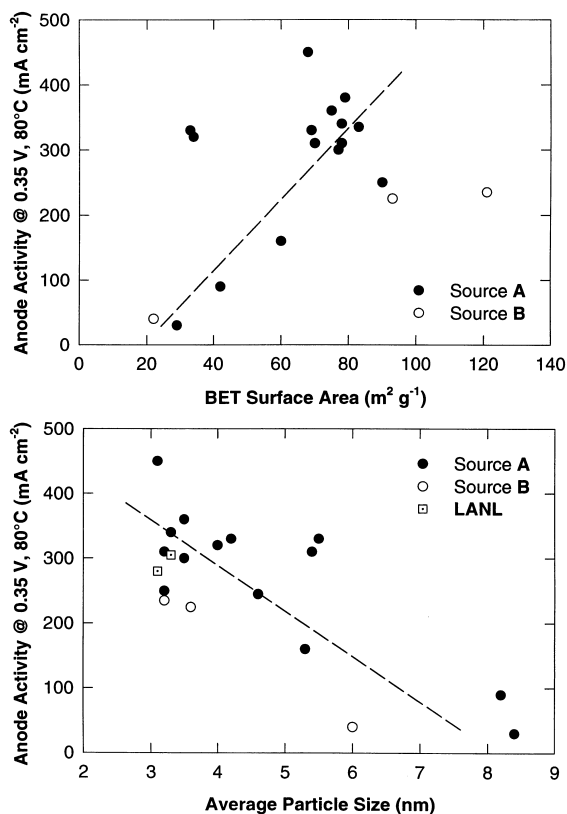 Anode Activity @ 0.35 V, 80°C (mA cm⁻²)
500
400
300
200
100
0
Source A
Source B
0 20 40 60 80 100 120 140
BET Surface Area (m² g⁻¹)
Anode Activity @ 0.35 V, 80°C (mA cm⁻²)
500
400
300
200
100
0
Source A
Source B
LANL
2 3 4 5 6 7 8 9
Average Particle Size (nm)